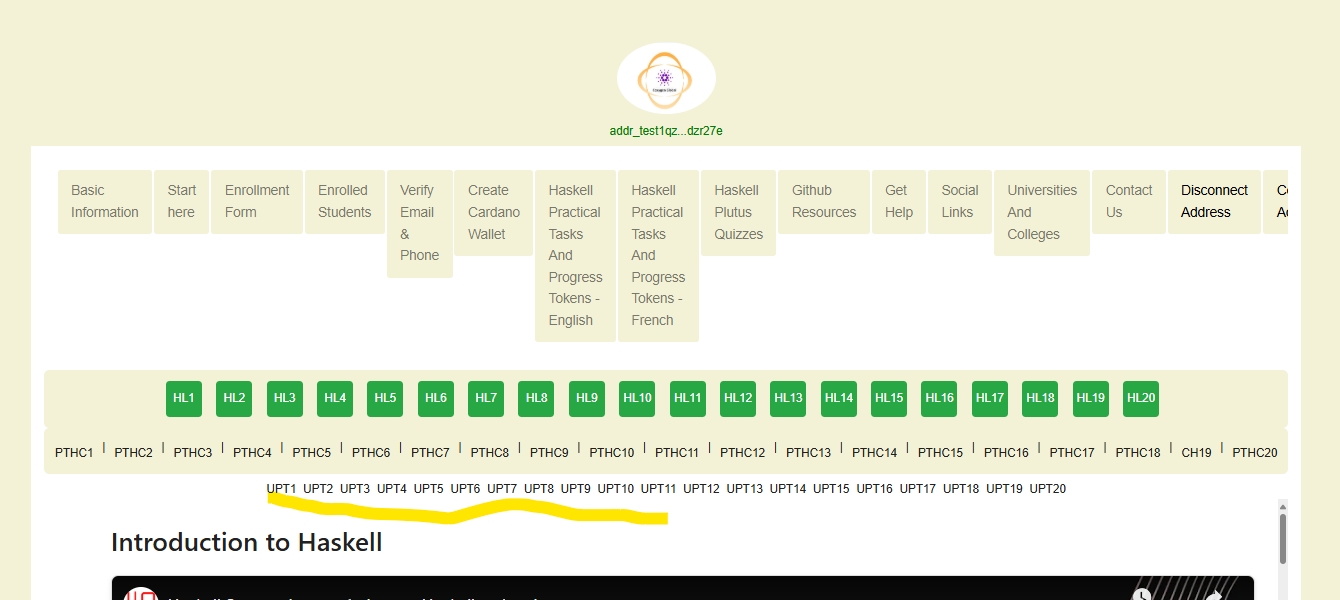 addr_test1qz...dzr27e
Basic Information
Start here
Enrollment Form
Enrolled Students
Verify Email & Phone
Create Cardano Wallet
Haskell Practical Tasks And Progress Tokens - English
Haskell Practical Tasks And Progress Tokens - French
Haskell Plutus Quizzes
Github Resources
Get Help
Social Links
Universities And Colleges
Contact Us
Disconnect Address
HL1 HL2 HL3 HL4 HL5 HL6 HL7 HL8 HL9 HL10 HL11 HL12 HL13 HL14 HL15 HL16 HL17 HL18 HL19 HL20
PTHC1 | PTHC2 | PTHC3 | PTHC4 | PTHC5 | PTHC6 | PTHC7 | PTHC8 | PTHC9 | PTHC10 | PTHC11 | PTHC12 | PTHC13 | PTHC14 | PTHC15 | PTHC16 | PTHC17 | PTHC18 | CH19 | PTHC20
UPT1 UPT2 UPT3 UPT4 UPT5 UPT6 UPT7 UPT8 UPT9 UPT10 UPT11 UPT12 UPT13 UPT14 UPT15 UPT16 UPT17 UPT18 UPT19 UPT20
Introduction to Haskell